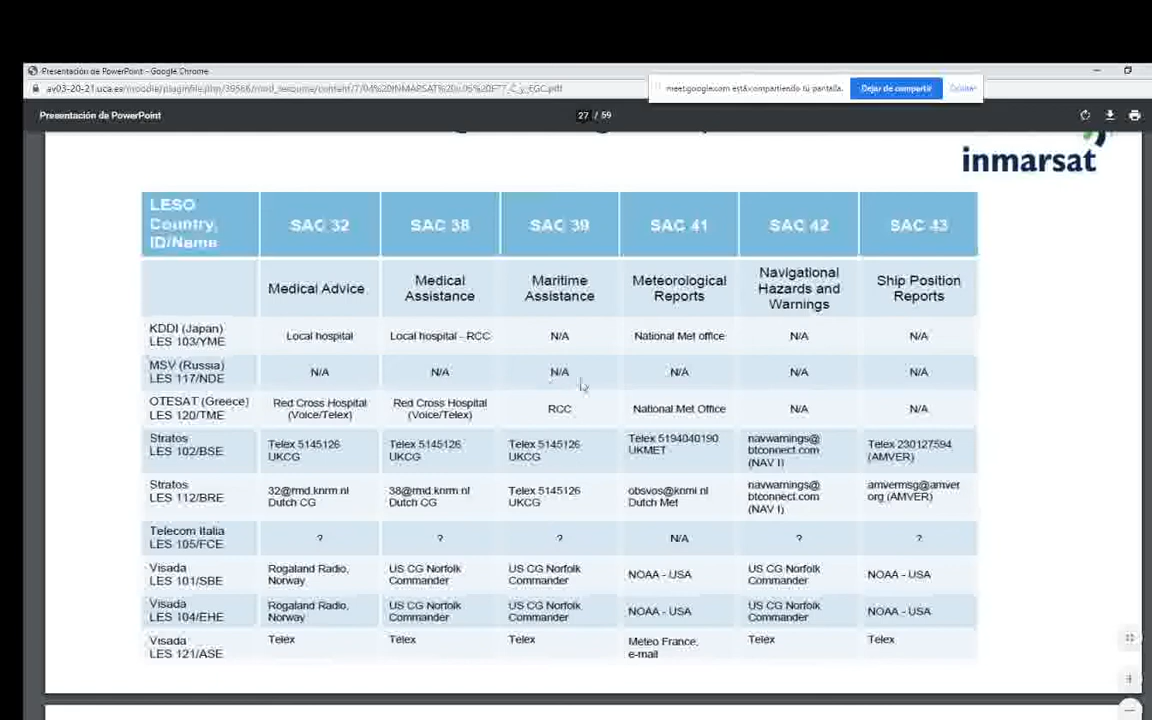 Presentación de PowerPoint - Google Chrome
meet.google.com está compartiendo tu pantalla.
Dejar de compartir
Ocultar
Presentación de PowerPoint
27 / 59
inmarsat
LESO Country, ID/Name SAC 32 SAC 38 SAC 39 SAC 41 SAC 42 SAC 43
Medical Advice Medical Assistance Maritime Assistance Meteorological Reports Navigational Hazards and Warnings Ship Position Reports
KDDI (Japan) LES 103/YME Local hospital Local hospital - RCC N/A National Met office N/A N/A
MSV (Russia) LES 117/NDE N/A N/A N/A N/A N/A N/A
OTESAT (Greece) LES 120/TME Red Cross Hospital (Voice/Telex) Red Cross Hospital (Voice/Telex) RCC National Met Office N/A N/A
Stratos LES 102/BSE Telex 5145126 UKCG Telex 5145126 UKCG Telex 5145126 UKCG Telex 5194040190 UKMET navwarnings@btconnect.com (NAV I) Telex 230127594 (AMVER)
Stratos LES 112/BRE 32@rmd.knrm.nl Dutch CG 38@rmd.knrm.nl Dutch CG Telex 5145126 UKCG obsvos@knmi.nl Dutch Met navwarnings@btconnect.com (NAV I) amvermsg@amver org (AMVER)
Telecom Italia LES 105/FCE ? ? ? N/A ? ?
Visada LES 101/SBE Rogaland Radio, Norway US CG Norfolk Commander US CG Norfolk Commander NOAA - USA US CG Norfolk Commander NOAA - USA
Visada LES 104/EHE Rogaland Radio, Norway US CG Norfolk Commander US CG Norfolk Commander NOAA - USA US CG Norfolk Commander NOAA - USA
Visada LES 121/ASE Telex Telex Telex Meteo France, e-mail Telex Telex